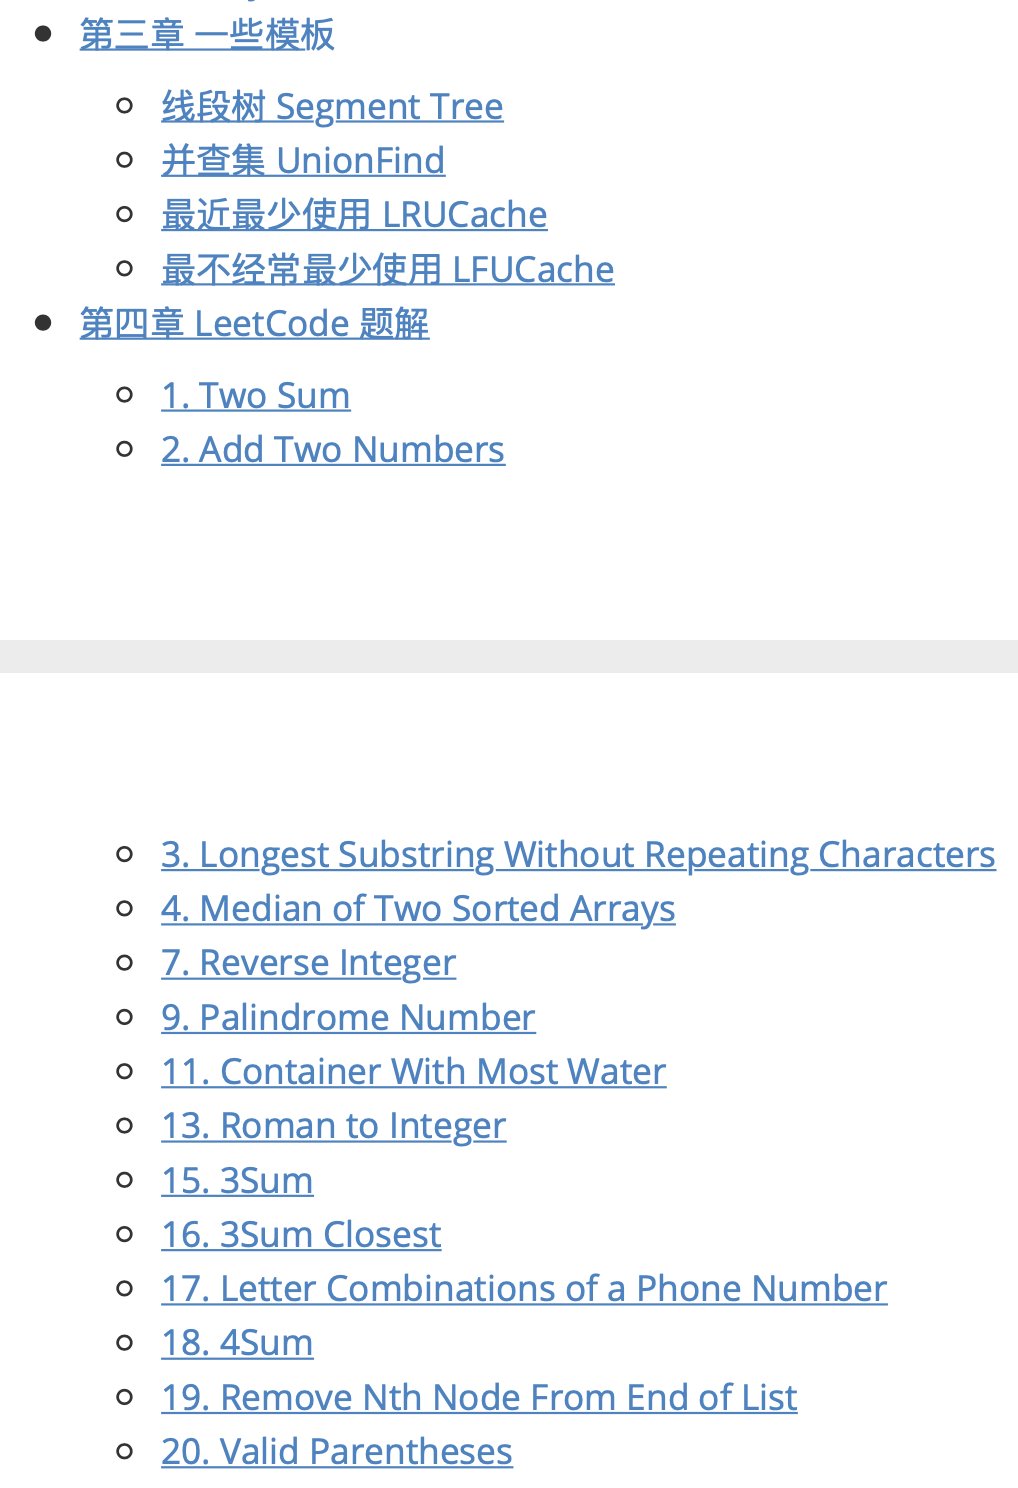 第三章 一些模板
线段树 Segment Tree
并查集 UnionFind
最近最少使用 LRUCache
最不经常最少使用 LFUCache
第四章 LeetCode 题解
1. Two Sum
2. Add Two Numbers
3. Longest Substring Without Repeating Characters
4. Median of Two Sorted Arrays
7. Reverse Integer
9. Palindrome Number
11. Container With Most Water
13. Roman to Integer
15. 3Sum
16. 3Sum Closest
17. Letter Combinations of a Phone Number
18. 4Sum
19. Remove Nth Node From End of List
20. Valid Parentheses